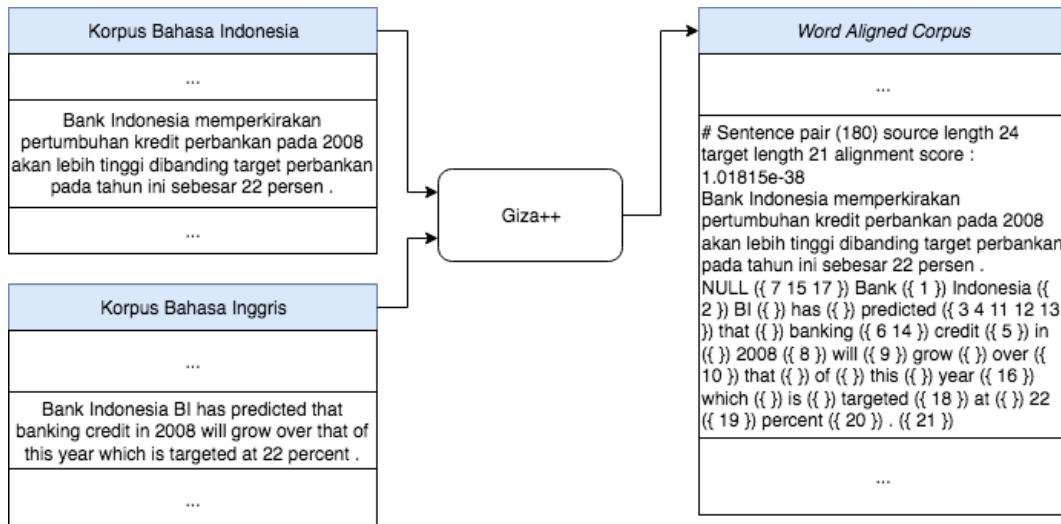 Korpus Bahasa Indonesia
...
Bank Indonesia memperkirakan
pertumbuhan kredit perbankan pada 2008
akan lebih tinggi dibanding target perbankan
pada tahun ini sebesar 22 persen .
...
Korpus Bahasa Inggris
...
Bank Indonesia BI has predicted that
banking credit in 2008 will grow over that of
this year which is targeted at 22 percent .
...
Giza++
Word Aligned Corpus
...
# Sentence pair (180) source length 24
target length 21 alignment score :
1.01815e-38
Bank Indonesia memperkirakan
pertumbuhan kredit perbankan pada 2008
akan lebih tinggi dibanding target perbankan
pada tahun ini sebesar 22 persen .
NULL ({ 7 15 17 }) Bank ({ 1 }) Indonesia ({
2 }) BI ({ }) has ({ }) predicted ({ 3 4 11 12 13
}) that ({ }) banking ({ 6 14 }) credit ({ 5 }) in
({ }) 2008 ({ 8 }) will ({ 9 }) grow ({ }) over ({
10 }) that ({ }) of ({ }) this ({ }) year ({ 16 })
which ({ }) is ({ }) targeted ({ 18 }) at ({ }) 22
({ 19 }) percent ({ 20 }) . ({ 21 })
...